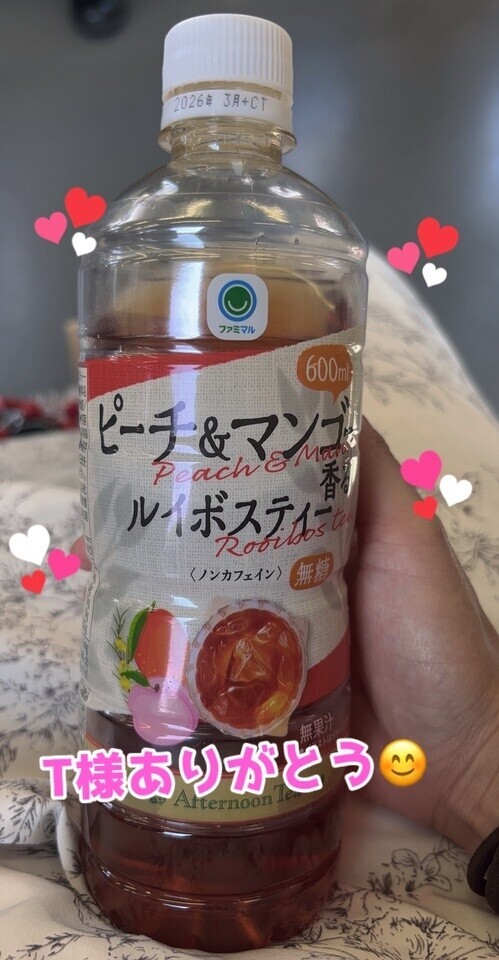 2026年 3月+CT
ファミマル
600ml
ピーチ&マンゴー
Peach & Man
香る
ルイボスティー
Rooibos te
〈ノンカフェイン〉
無糖
無果汁
T様ありがとう😊
Afternoon Tea